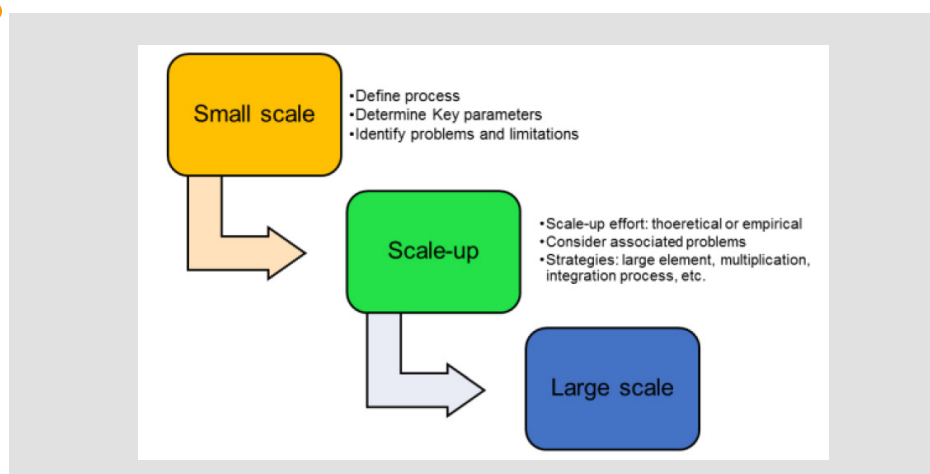 Small scale
•Define process
•Determine Key parameters
•Identify problems and limitations
Scale-up
•Scale-up effort: thoeretical or empirical
•Consider associated problems
•Strategies: large element, multiplication,
integration process, etc.
Large scale